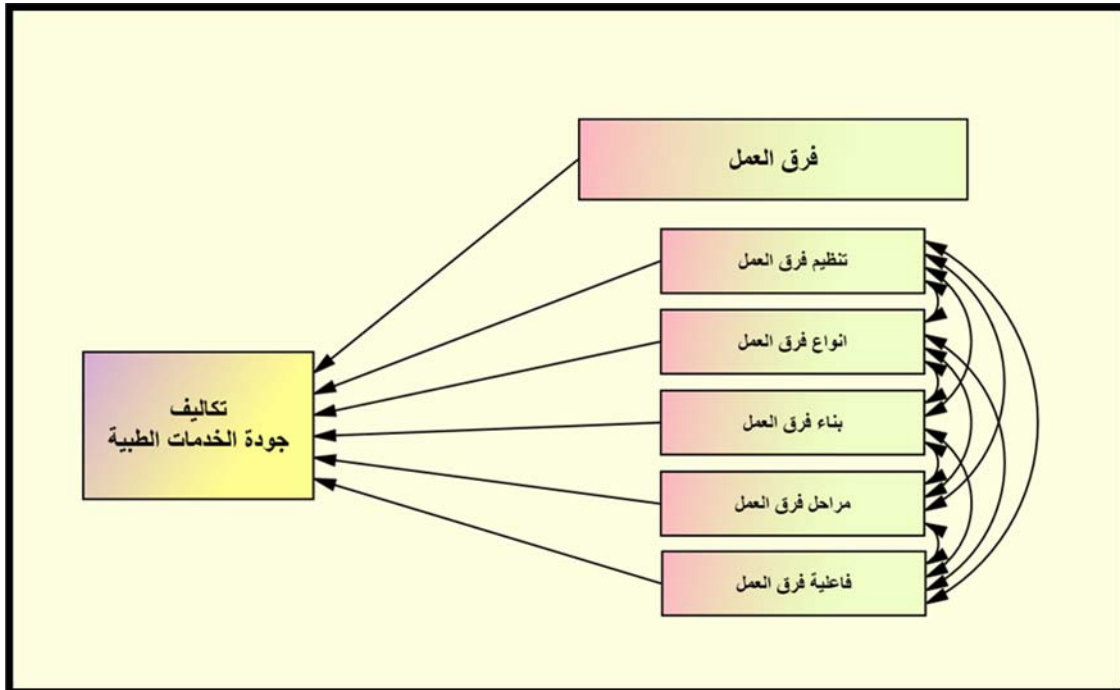 فرق العمل
تنظيم فرق العمل
انواع فرق العمل
بناء فرق العمل
مراحل فرق العمل
فاعلية فرق العمل
تكاليف
جودة الخدمات الطبية